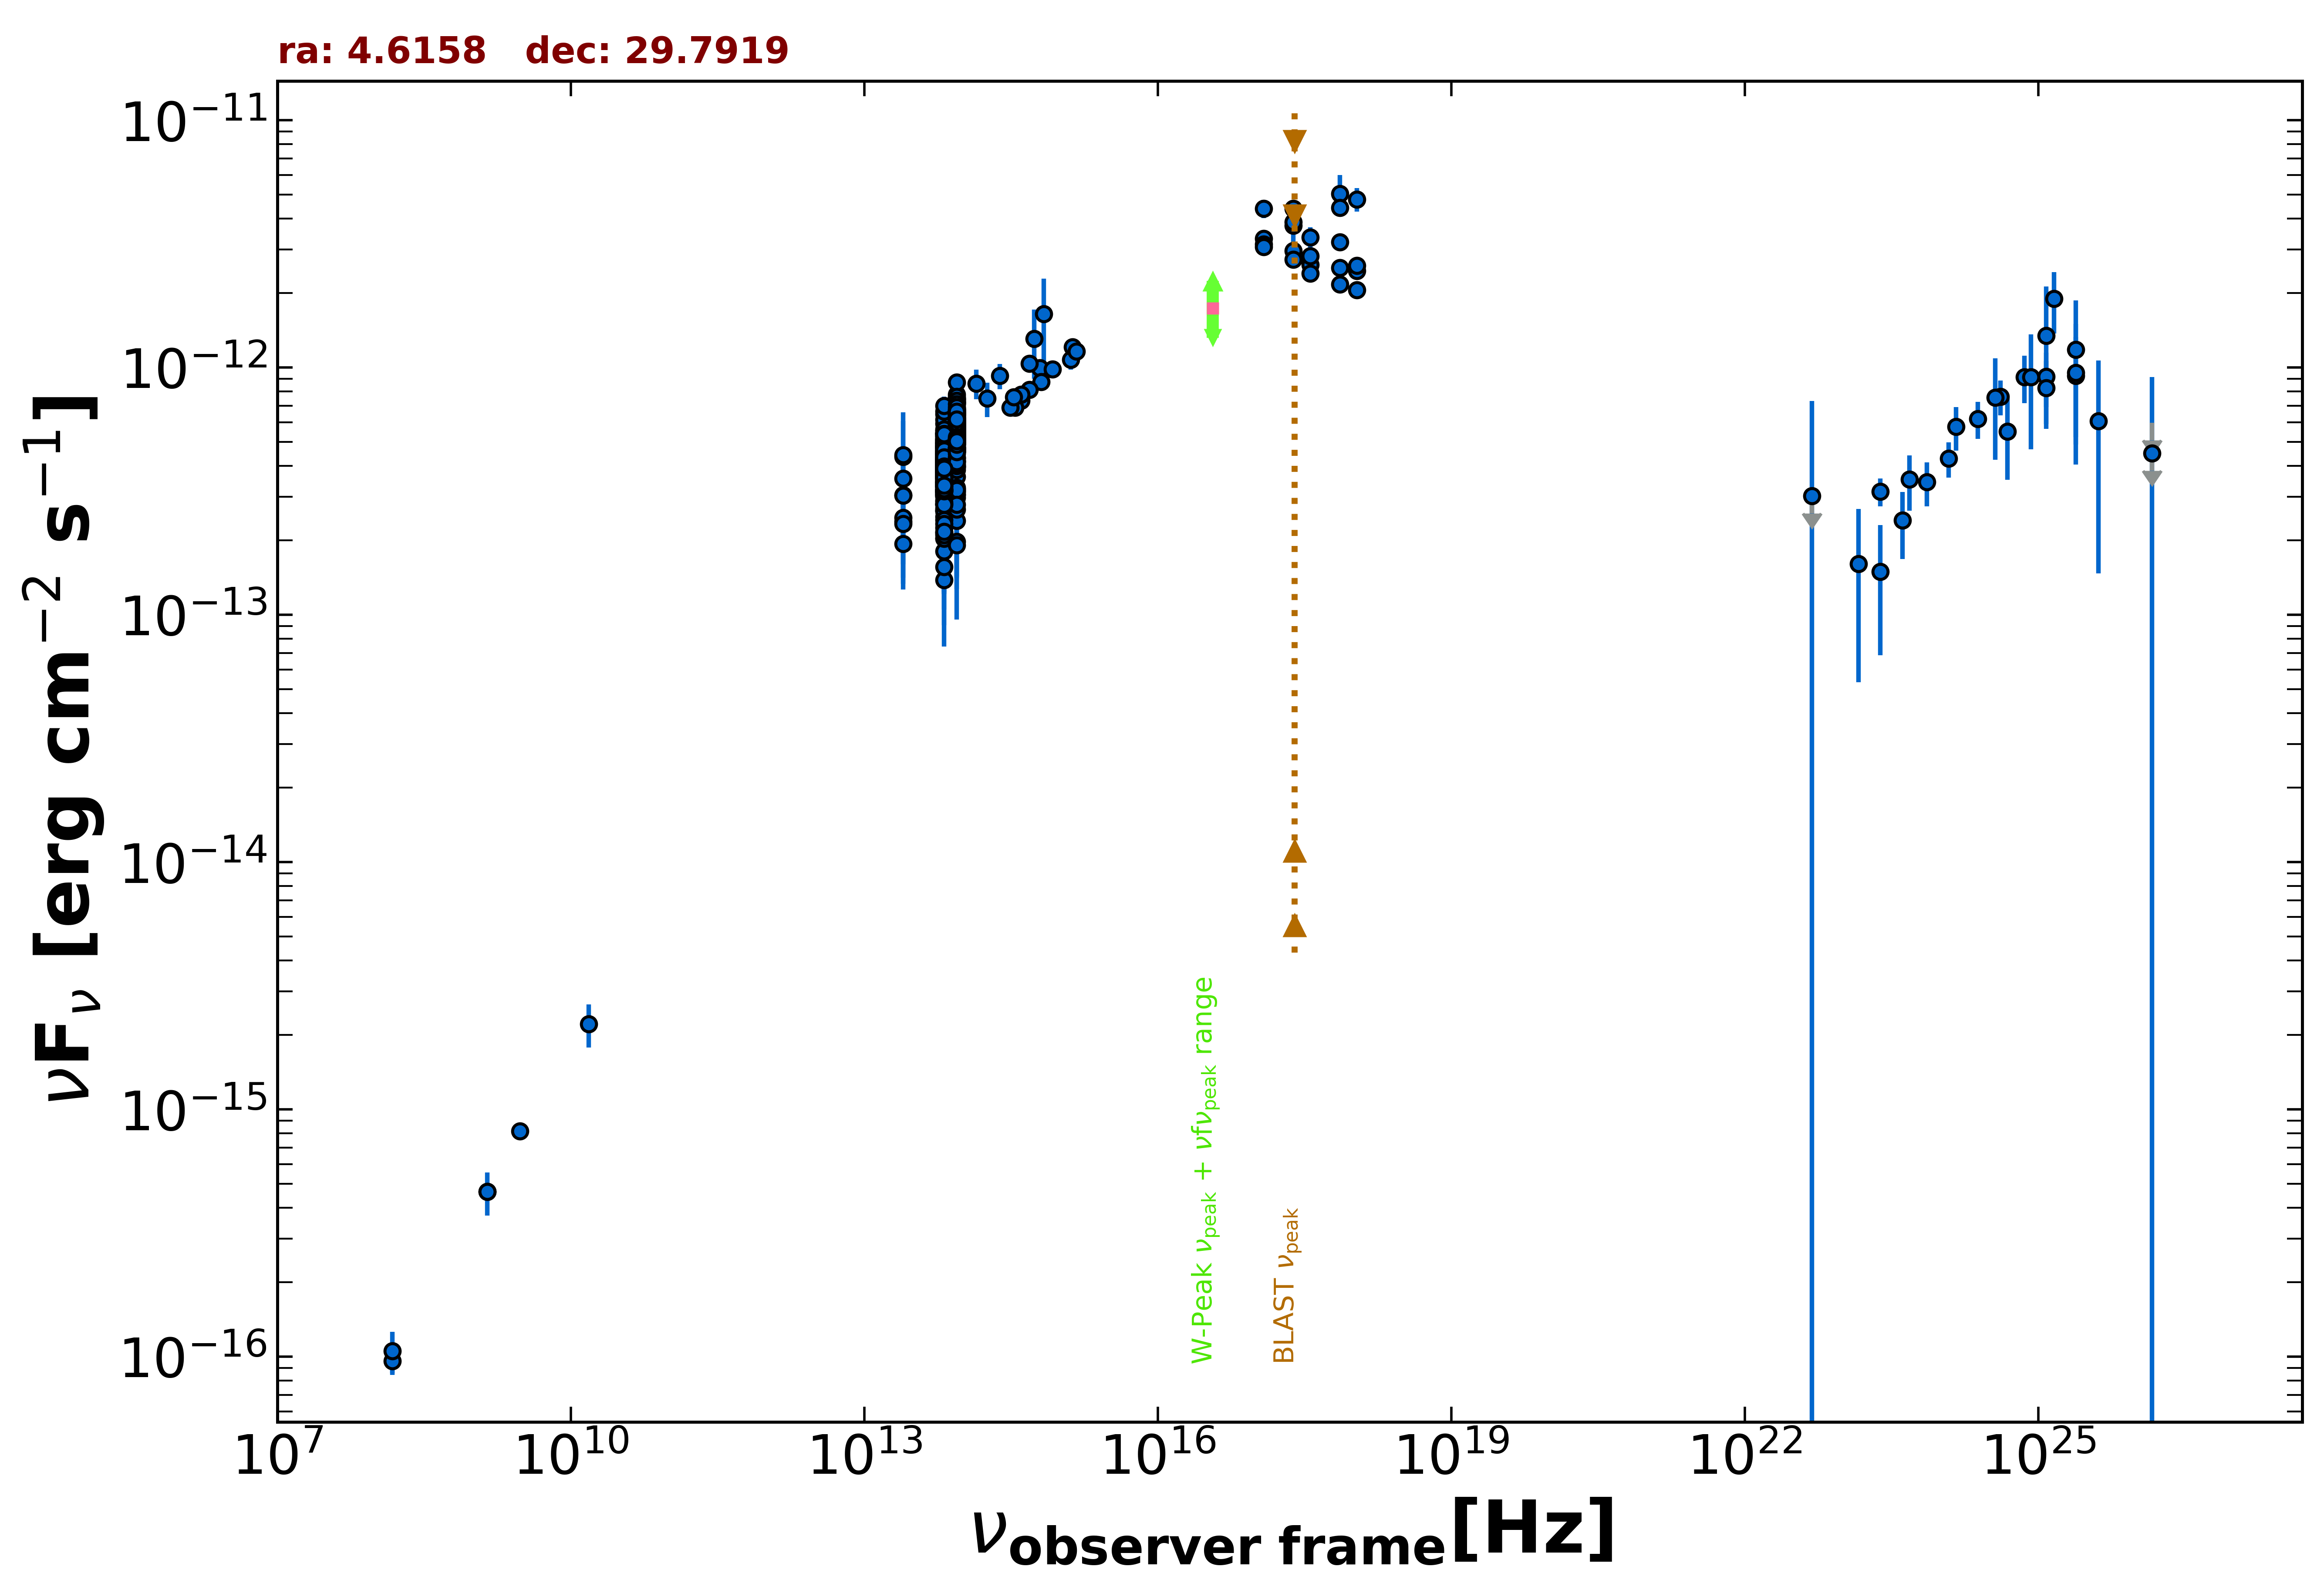 ra: 4.6158   dec: 29.7919
10⁻¹¹
10⁻¹²
10⁻¹³
10⁻¹⁴
10⁻¹⁵
10⁻¹⁶
νFν [erg cm⁻² s⁻¹]
W-Peak νpeak + νfνpeak range
BLAST νpeak
10⁷ 10¹⁰ 10¹³ 10¹⁶ 10¹⁹ 10²² 10²⁵
νobserver frame[Hz]